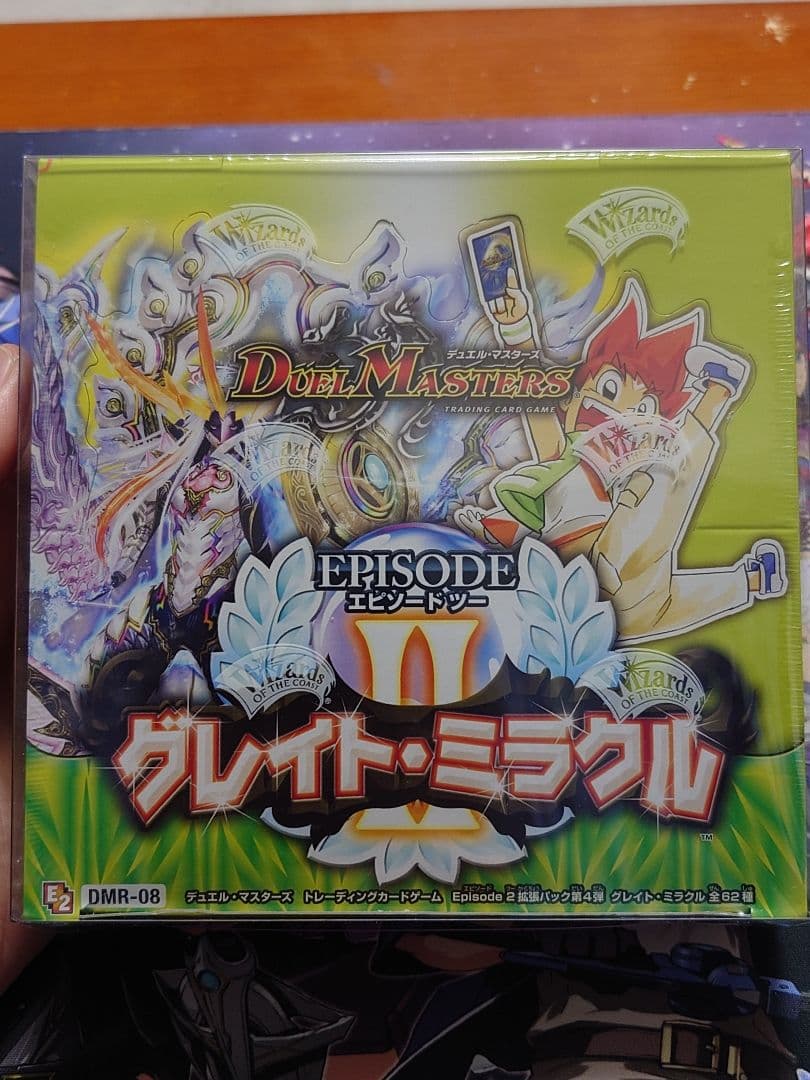 Wizards
OF THE COAST
Wizards
OF THE COAST
デュエル・マスターズ
DUEL MASTERS
TRADING CARD GAME
Wizards
OF THE COAST
Wizards
OF THE COAST
EPISODE
エピソード ツー
II
Wizards
OF THE COAST
Wizards
OF THE COAST
グレイト・ミラクル
TM
E2 DMR-08 デュエル・マスターズ トレーディングカードゲーム Episode 2 拡張パック第4弾 グレイト・ミラクル 全62種